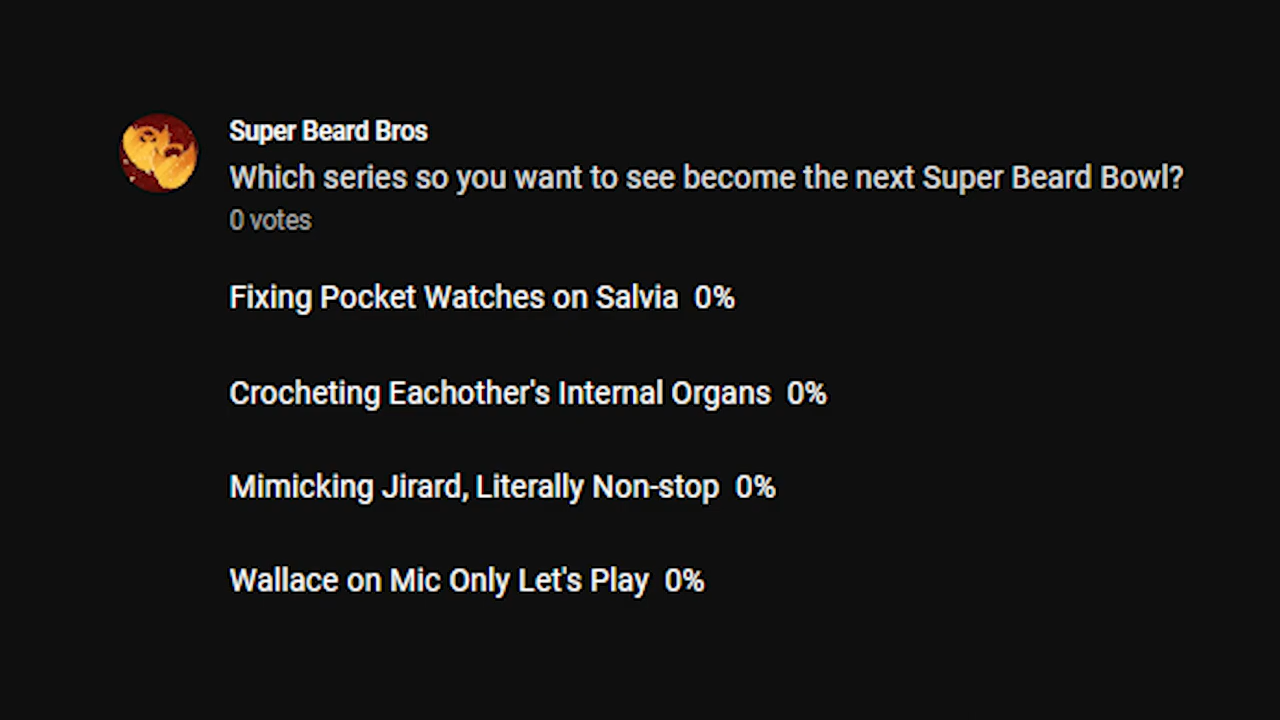 Super Beard Bros
Which series so you want to see become the next Super Beard Bowl?
0 votes
Fixing Pocket Watches on Salvia 0%
Crocheting Eachother's Internal Organs 0%
Mimicking Jirard, Literally Non-stop 0%
Wallace on Mic Only Let's Play 0%